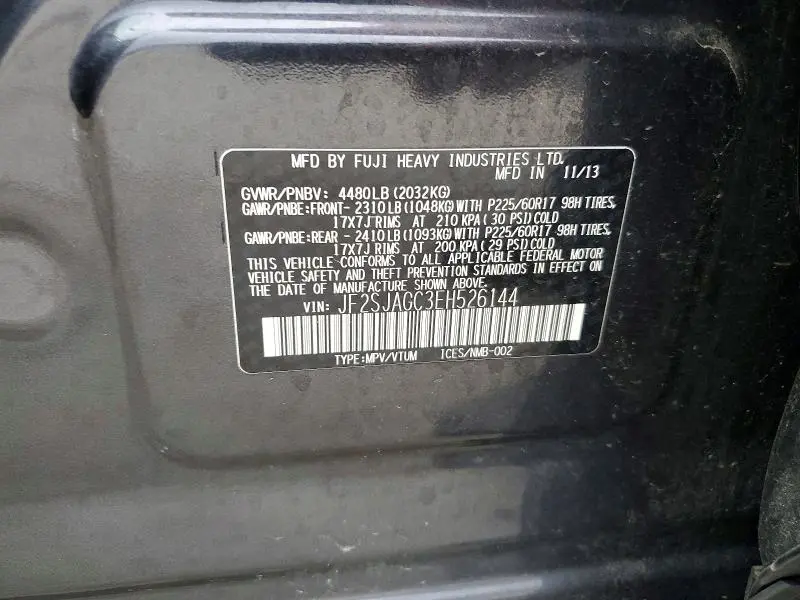 MFD BY FUJI HEAVY INDUSTRIES LTD.
MFD IN 11/13
GVWR/PNBV: 4480LB (2032KG)
GAWR/PNBE:FRONT- 2310LB (1048KG) WITH P225/60R17 98H TIRES,
17X7J RIMS AT 210 KPA (30 PSI) COLD
GAWR/PNBE:REAR - 2410LB (1093KG) WITH P225/60R17 98H TIRES,
17X7J RIMS AT 200 KPA (29 PSI) COLD
THIS VEHICLE CONFORMS TO ALL APPLICABLE FEDERAL MOTOR
VEHICLE SAFETY AND THEFT PREVENTION STANDARDS IN EFFECT ON
THE DATE OF MANUFACTURE SHOWN ABOVE.
VIN: JF2SJAGC3EH526144
TYPE:MPV/VTUM ICES/NMB-002